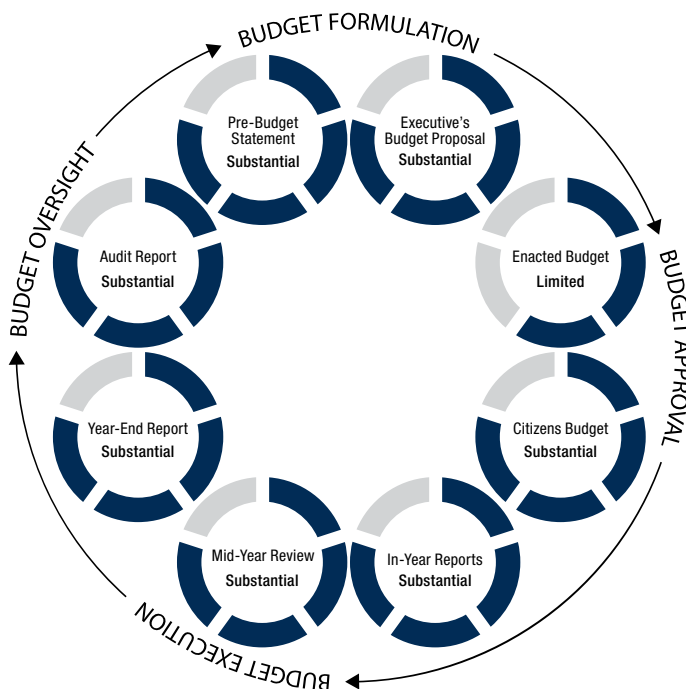 BUDGET FORMULATION
Pre-Budget
Statement
Substantial
Executive's
Budget Proposal
Substantial
Enacted Budget
Limited
BUDGET APPROVAL
Citizens Budget
Substantial
In-Year Reports
Substantial
BUDGET EXECUTION
Mid-Year Review
Substantial
Year-End Report
Substantial
BUDGET OVERSIGHT
Audit Report
Substantial